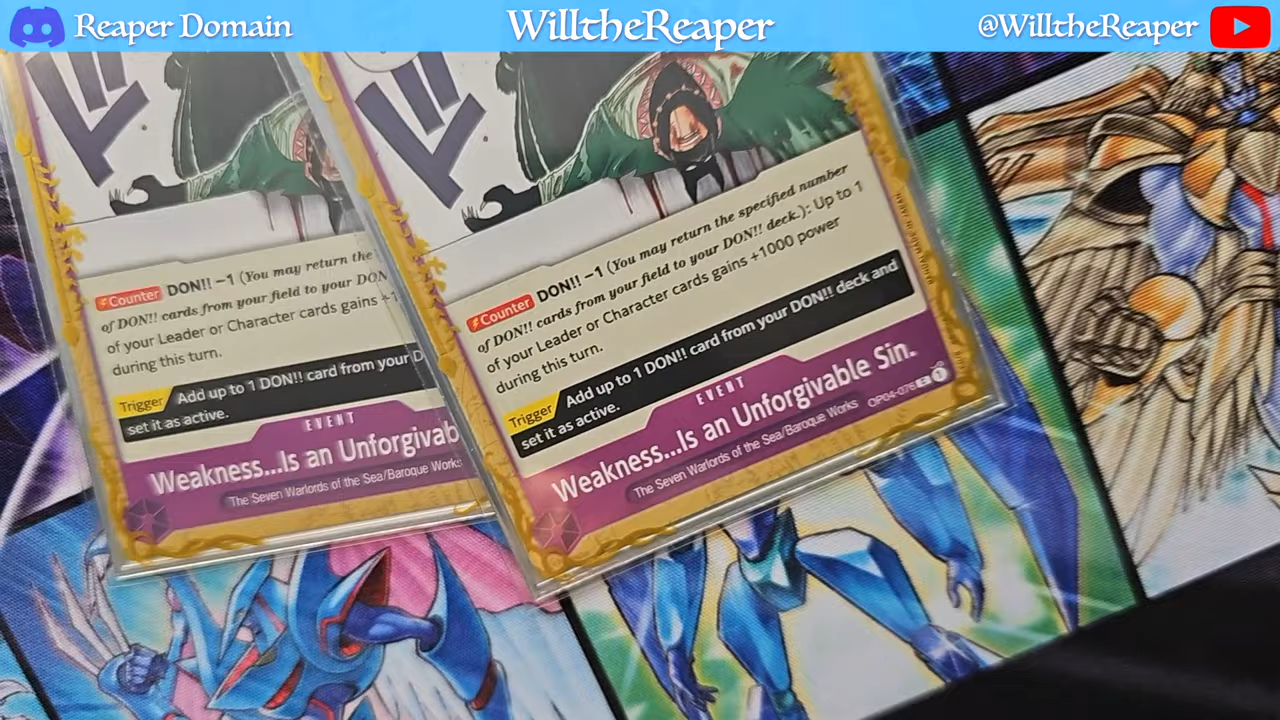 Reaper Domain
WilltheReaper
@WilltheReaper
Counter DON!! −1 (You may return the
of DON!! cards from your field to your DON
of your Leader or Character cards gains +1
during this turn.
Trigger Add up to 1 DON!! card from your D
set it as active.
EVENT
Weakness...Is an Unforgivab
The Seven Warlords of the Sea/Baroque Works
Counter DON!! −1 (You may return the specified number
of DON!! cards from your field to your DON!! deck.): Up to 1
of your Leader or Character cards gains +1000 power
during this turn.
Trigger Add up to 1 DON!! card from your DON!! deck and
set it as active.
EVENT
Weakness...Is an Unforgivable Sin.
The Seven Warlords of the Sea/Baroque Works OP04-076 C 1